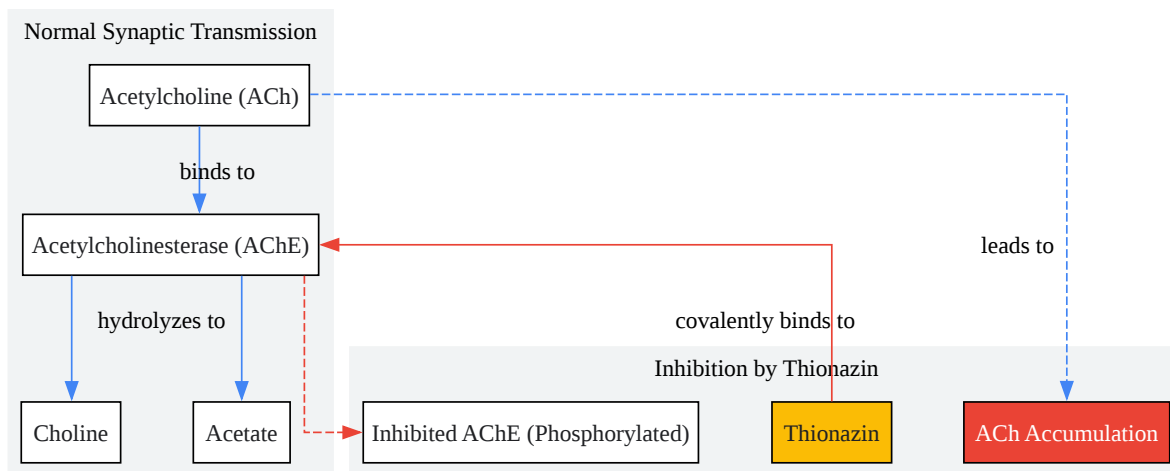 Normal Synaptic Transmission
Acetylcholine (ACh)
binds to
Acetylcholinesterase (AChE)
leads to
hydrolyzes to
covalently binds to
Inhibition by Thionazin
Choline
Acetate
Inhibited AChE (Phosphorylated)
Thionazin
ACh Accumulation